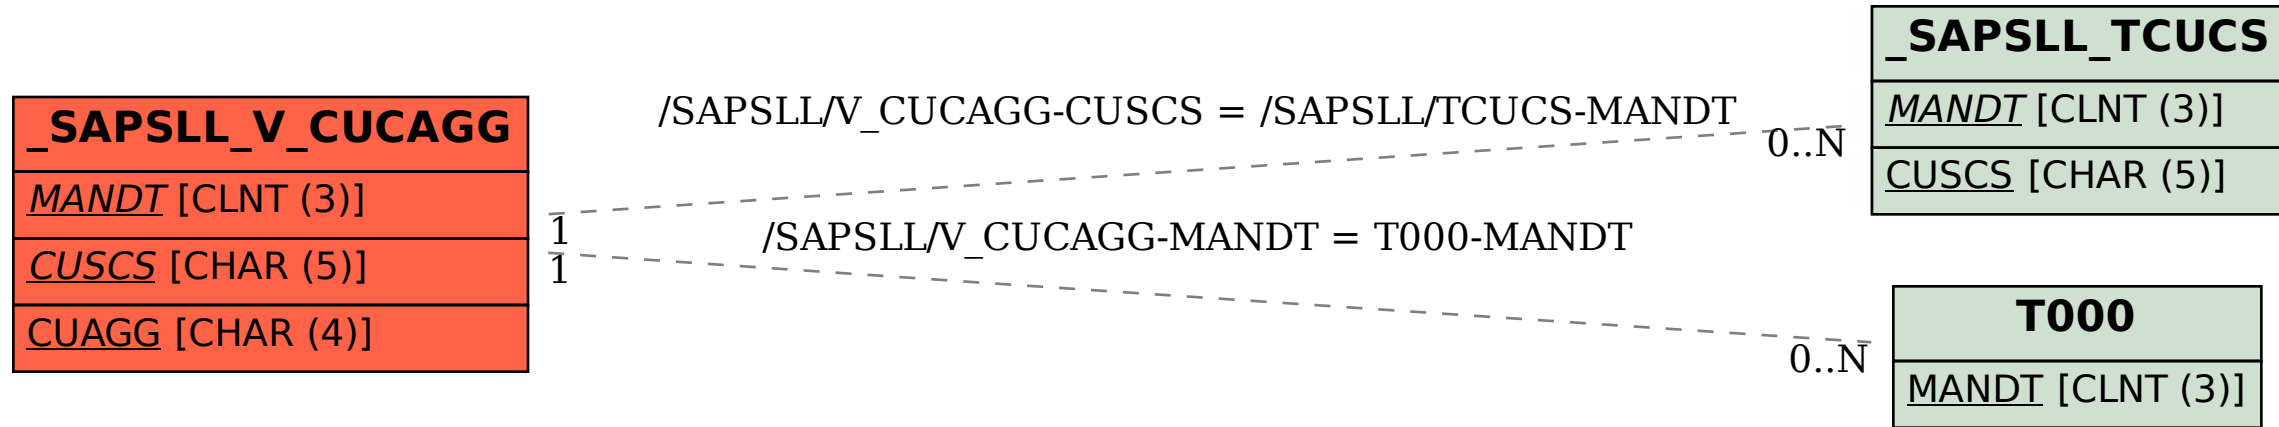 _SAPSLL_V_CUCAGG
MANDT [CLNT (3)]
CUSCS [CHAR (5)]
CUAGG [CHAR (4)]
/SAPSLL/V_CUCAGG-CUSCS = /SAPSLL/TCUCS-MANDT
0..N
1
/SAPSLL/V_CUCAGG-MANDT = T000-MANDT
1
0..N
_SAPSLL_TCUCS
MANDT [CLNT (3)]
CUSCS [CHAR (5)]
T000
MANDT [CLNT (3)]